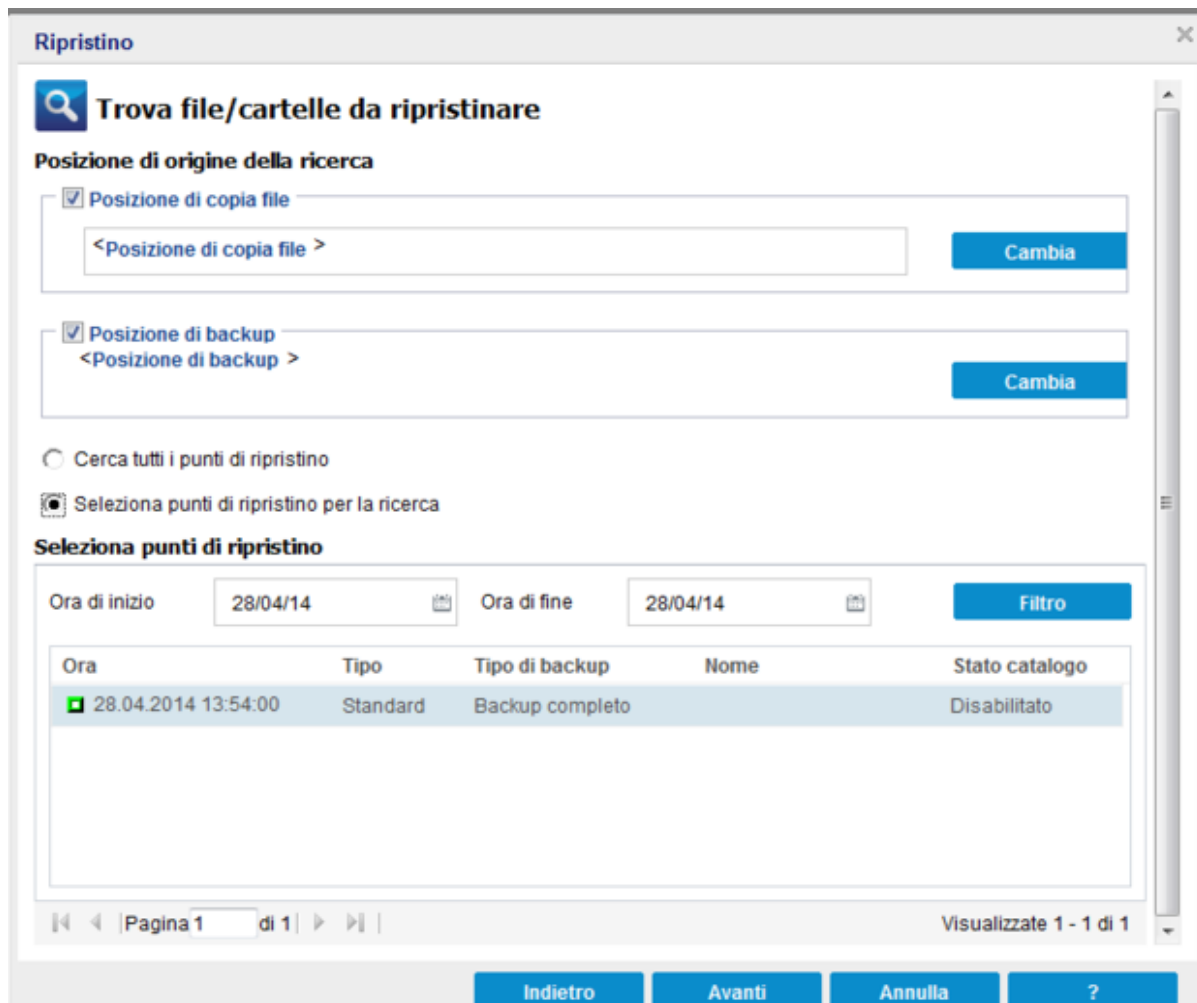 Ripristino
Trova file/cartelle da ripristinare
Posizione di origine della ricerca
Posizione di copia file
<Posizione di copia file >
Cambia
Posizione di backup
<Posizione di backup >
Cambia
Cerca tutti i punti di ripristino
Seleziona punti di ripristino per la ricerca
Seleziona punti di ripristino
Ora di inizio 28/04/14 Ora di fine 28/04/14 Filtro
Ora Tipo Tipo di backup Nome Stato catalogo
28.04.2014 13:54:00 Standard Backup completo Disabilitato
Pagina 1 di 1 Visualizzate 1 - 1 di 1
Indietro Avanti Annulla ?